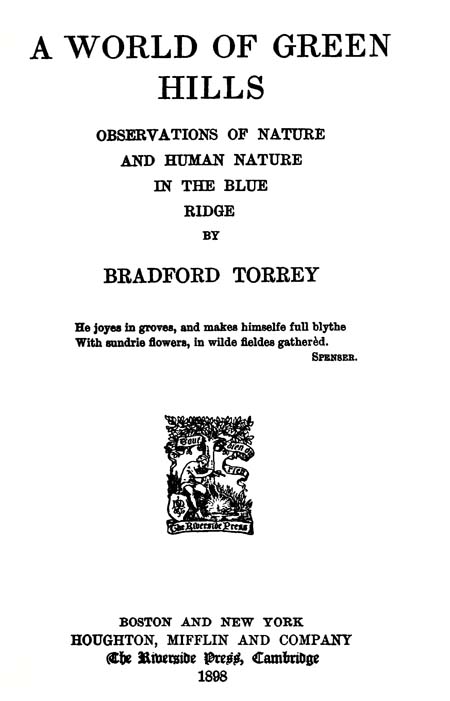 A WORLD OF GREEN
HILLS
OBSERVATIONS OF NATURE
AND HUMAN NATURE
IN THE BLUE
RIDGE
BY
BRADFORD TORREY
He joyes in groves, and makes himselfe full blythe
With sundrie flowers, in wilde fieldes gatherèd.
SPENSER.
Tout
bien ou
rien
The Riverside Press
BOSTON AND NEW YORK
HOUGHTON, MIFFLIN AND COMPANY
The Riverside Press, Cambridge
1898